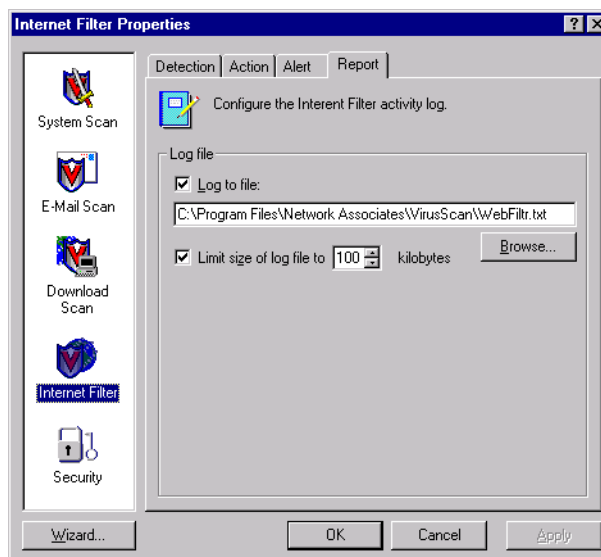 Internet Filter Properties
Detection
Action
Alert
Report
System Scan
Configure the Interent Filter activity log.
Log file
Log to file:
E-Mail Scan
C:\Program Files\Network Associates\VirusScan\WebFiltr.txt
Browse...
Limit size of log file to 100 kilobytes
Download
Scan
Internet Filter
Security
Wizard...
OK
Cancel
Apply